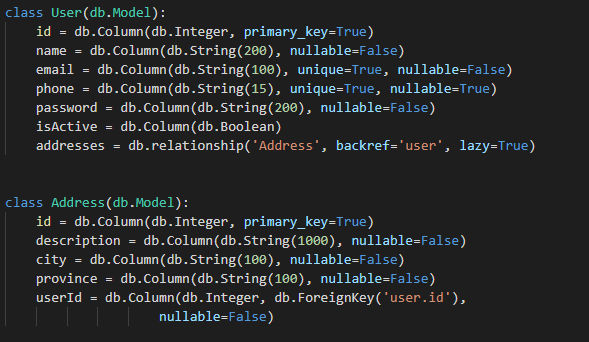 class User(db.Model):
    id = db.Column(db.Integer, primary_key=True)
    name = db.Column(db.String(200), nullable=False)
    email = db.Column(db.String(100), unique=True, nullable=False)
    phone = db.Column(db.String(15), unique=True, nullable=True)
    password = db.Column(db.String(200), nullable=False)
    isActive = db.Column(db.Boolean)
    addresses = db.relationship('Address', backref='user', lazy=True)
class Address(db.Model):
    id = db.Column(db.Integer, primary_key=True)
    description = db.Column(db.String(1000), nullable=False)
    city = db.Column(db.String(100), nullable=False)
    province = db.Column(db.String(100), nullable=False)
    userId = db.Column(db.Integer, db.ForeignKey('user.id'),
                    nullable=False)